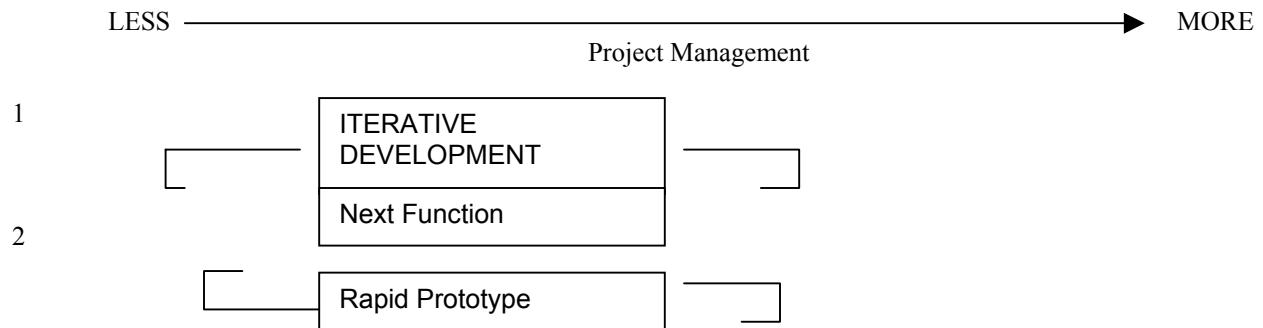 LESS MORE
Project Management
1
ITERATIVE
DEVELOPMENT
Next Function
2
Rapid Prototype